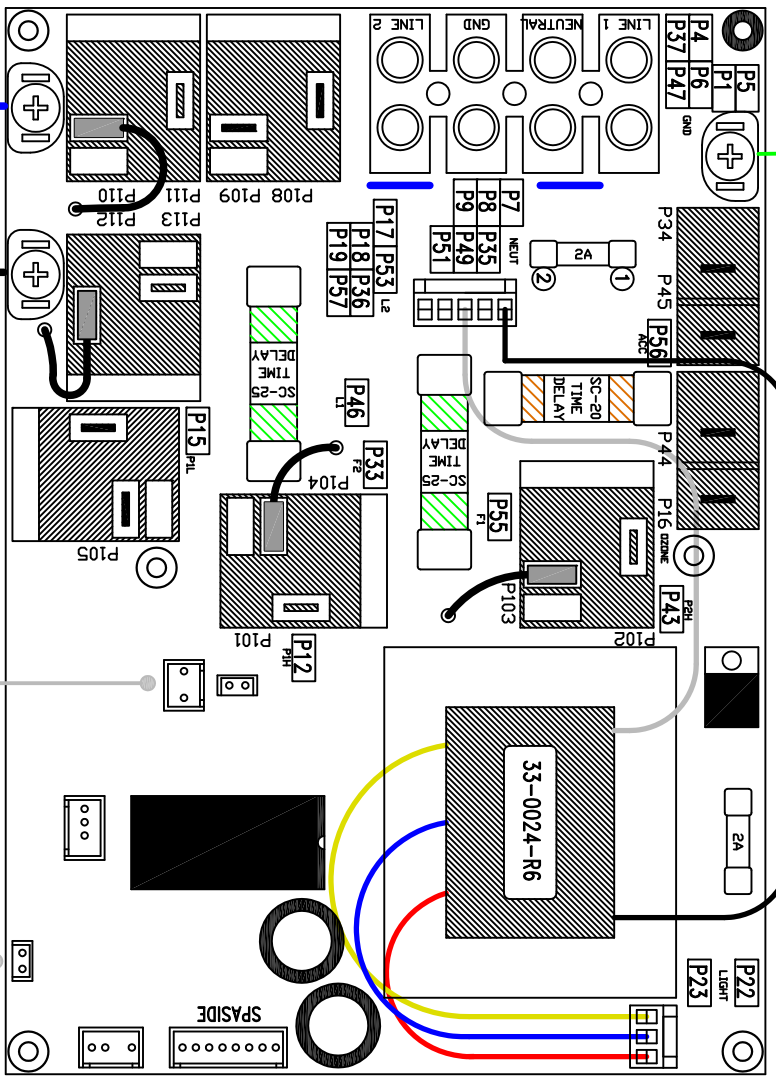 LINE 2
GND
NEUTRAL
LINE 1
P37
P4
P47
P6
P1
P5
GND
P110
P111
P109
P108
P112
P113
P9
P8
P7
P51
P49
P35
NEUT
P17
P19
P18
P53
P57
P36
L2
2A
2
1
P34
P45
P56
ACC
SC-25
TIME
DELAY
SC-25
TIME
DELAY
SC-20
TIME
DELAY
P46
L1
P15
P1L
P33
F2
P104
P44
P16
OZONE
P55
F1
P105
P103
P43
P2H
P101
P102
P12
P1H
33-0024-R6
2A
P23
LIGHT
P22
SPASIDE